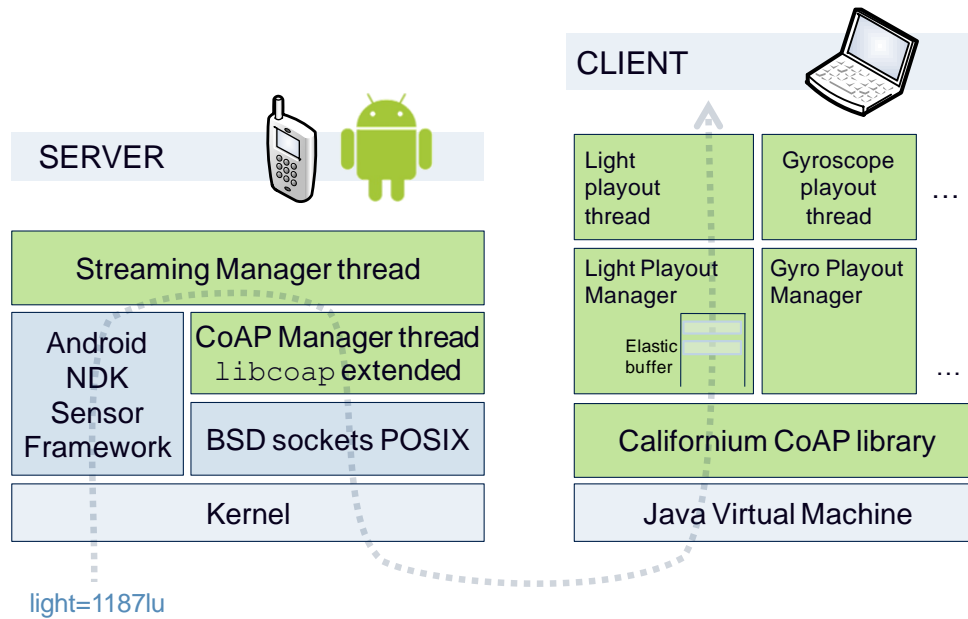 SERVER
Streaming Manager thread
Android
NDK
Sensor
Framework
CoAP Manager thread
libcoap extended
BSD sockets POSIX
Kernel
light=1187lu
CLIENT
Light
playout
thread
Gyroscope
playout
thread
…
Light Playout
Manager
Elastic
buffer
Gyro Playout
Manager
…
Californium CoAP library
Java Virtual Machine